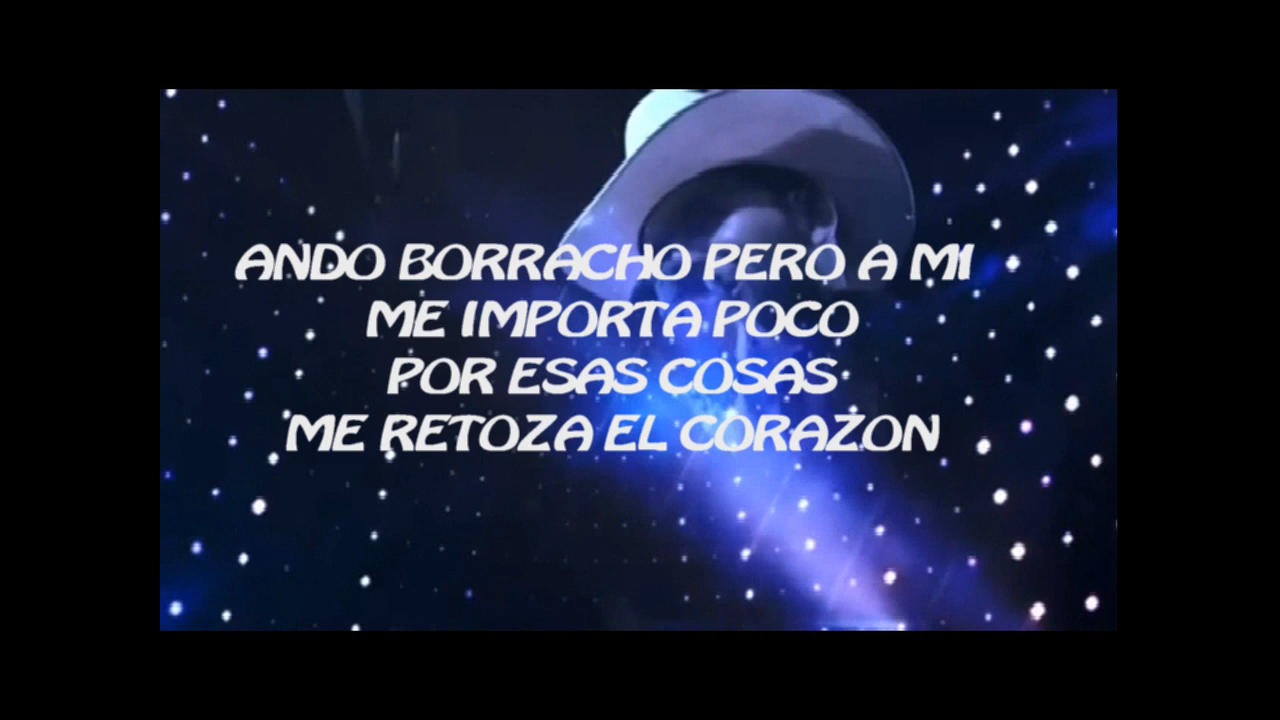 ANDO BORRACHO PERO A MI
ME IMPORTA POCO
POR ESAS COSAS
ME RETOZA EL CORAZON